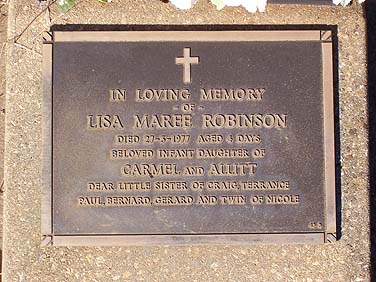 IN LOVING MEMORY
- OF -
LISA MAREE ROBINSON
DIED 27-5-1977 AGED 4 DAYS
BELOVED INFANT DAUGHTER OF
CARMEL AND ALLITT
DEAR LITTLE SISTER OF CRAIG, TERRANCE
PAUL, BERNARD, GERARD AND TWIN OF NICOLE